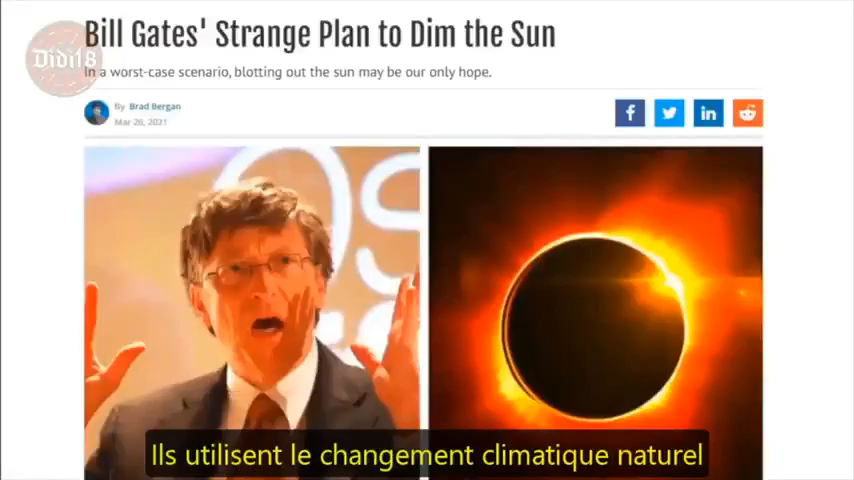 Bill Gates' Strange Plan to Dim the Sun
Didi18
In a worst-case scenario, blotting out the sun may be our only hope.
By Brad Bergan
Mar 26, 2021
Ils utilisent le changement climatique naturel